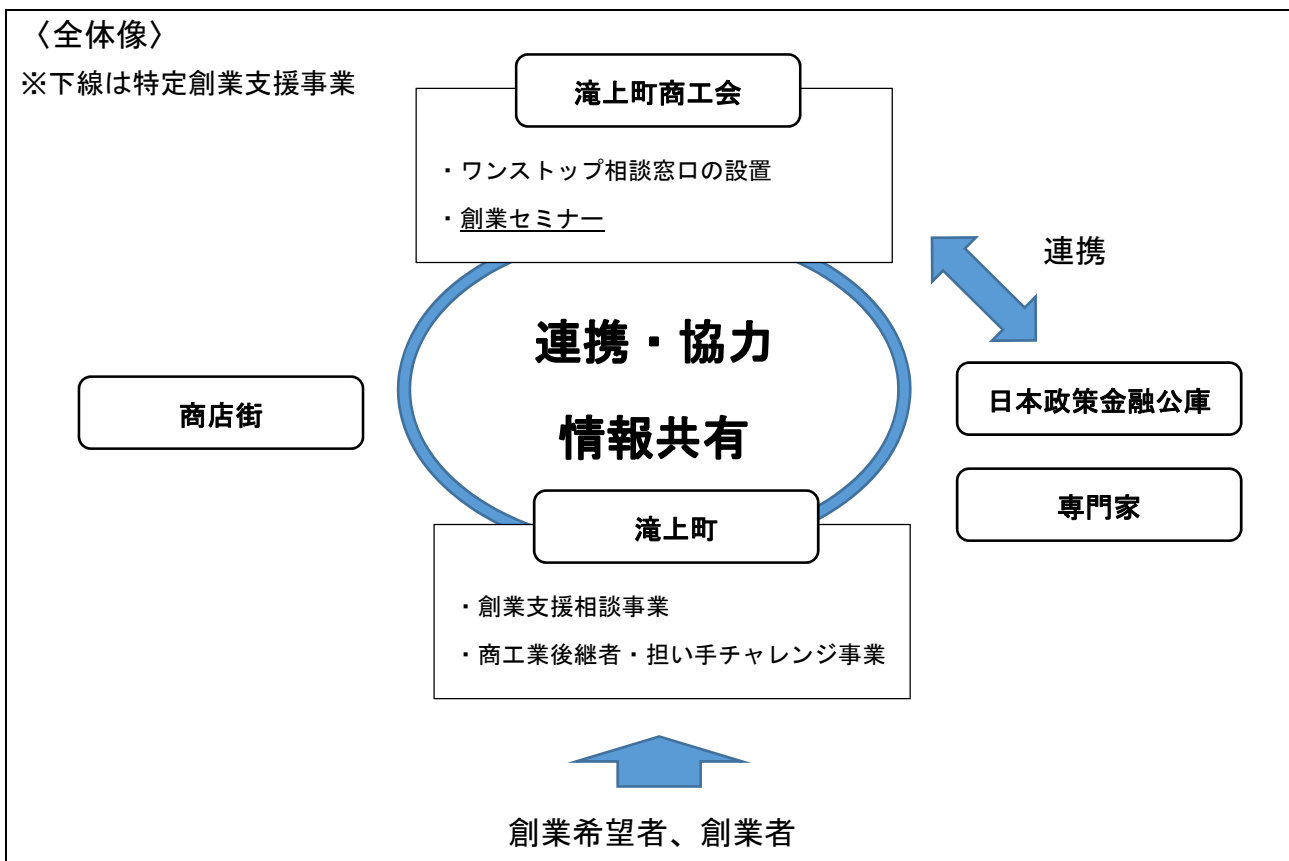 〈全体像〉
※下線は特定創業支援事業
滝上町商工会
・ワンストップ相談窓口の設置
・創業セミナー
連携
連携・協力
情報共有
商店街
日本政策金融公庫
専門家
滝上町
・創業支援相談事業
・商工業後継者・担い手チャレンジ事業
創業希望者、創業者